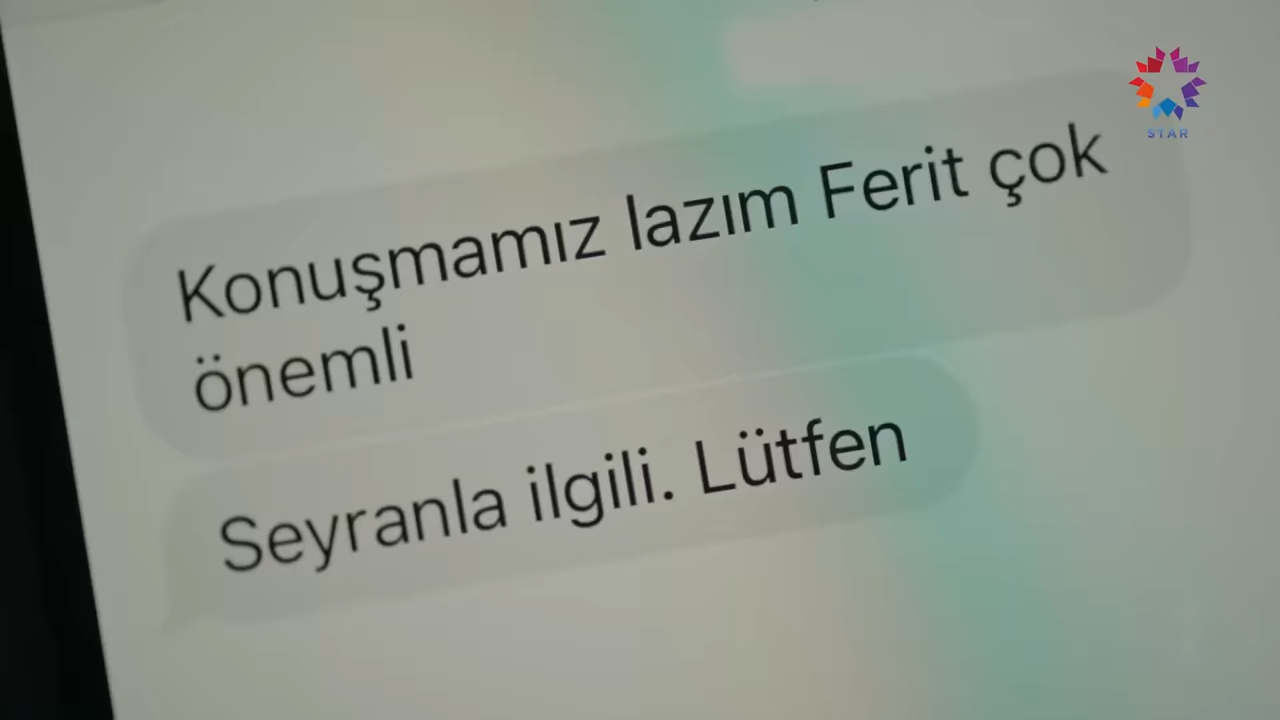 STAR
Konuşmamız lazım Ferit çok
önemli
Seyranla ilgili. Lütfen